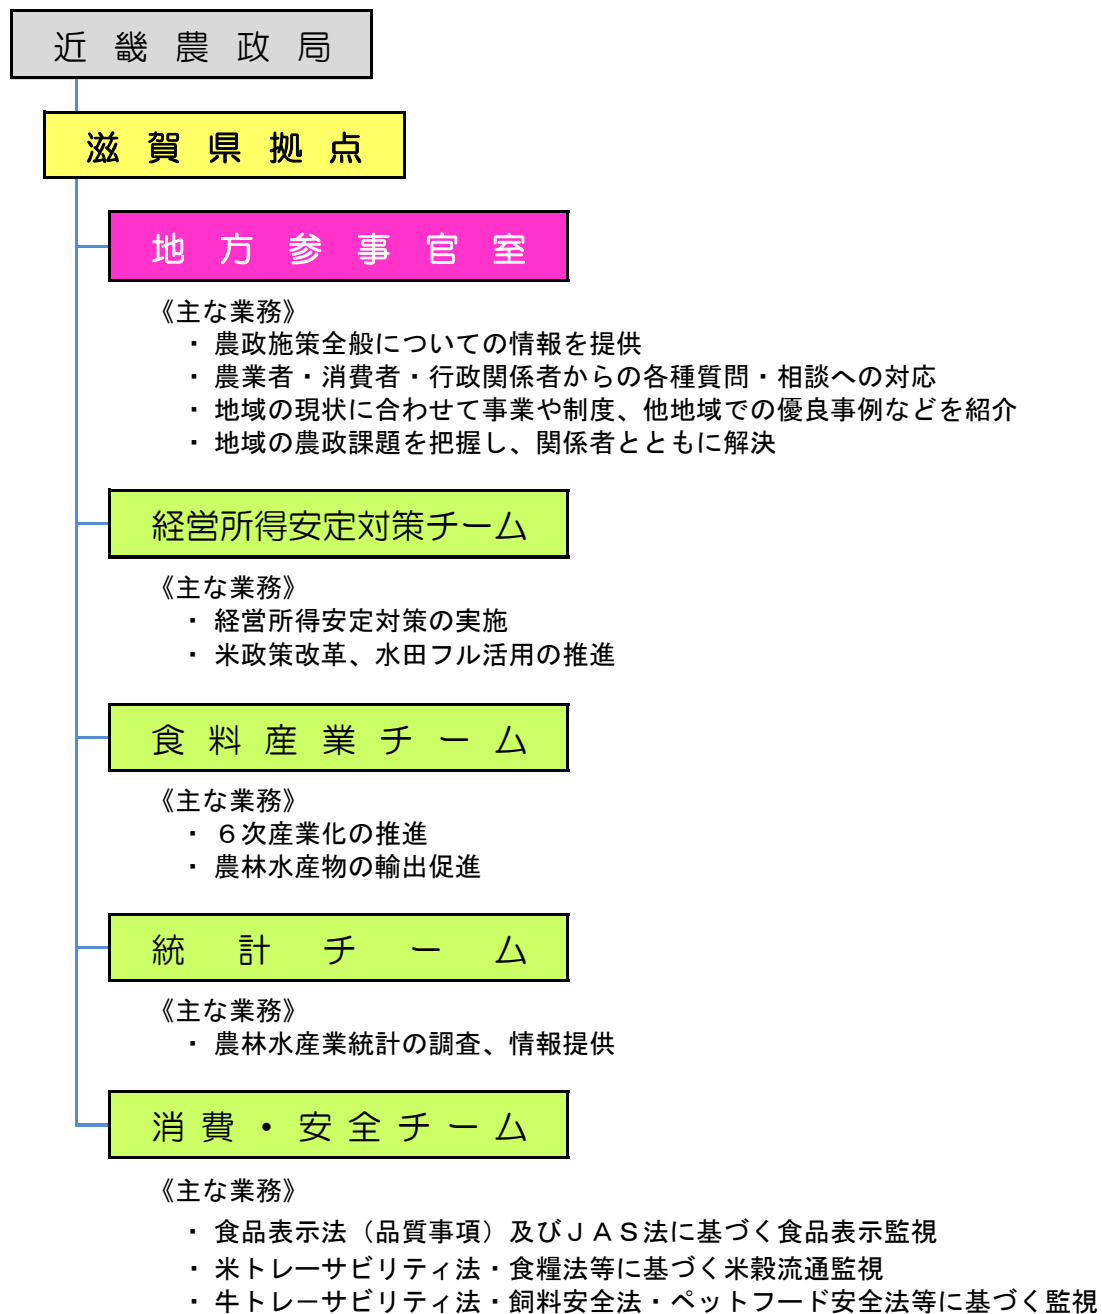 近畿農政局
滋賀県拠点
地方参事官室
《主な業務》
・ 農政施策全般についての情報を提供
・ 農業者・消費者・行政関係者からの各種質問・相談への対応
・ 地域の現状に合わせて事業や制度、他地域での優良事例などを紹介
・ 地域の農政課題を把握し、関係者とともに解決
経営所得安定対策チーム
《主な業務》
・ 経営所得安定対策の実施
・ 米政策改革、水田フル活用の推進
食料産業チーム
《主な業務》
・ ６次産業化の推進
・ 農林水産物の輸出促進
統計チーム
《主な業務》
・ 農林水産業統計の調査、情報提供
消費・安全チーム
《主な業務》
・ 食品表示法（品質事項）及びＪＡＳ法に基づく食品表示監視
・ 米トレーサビリティ法・食糧法等に基づく米穀流通監視
・ 牛トレーサビリティ法・飼料安全法・ペットフード安全法等に基づく監視